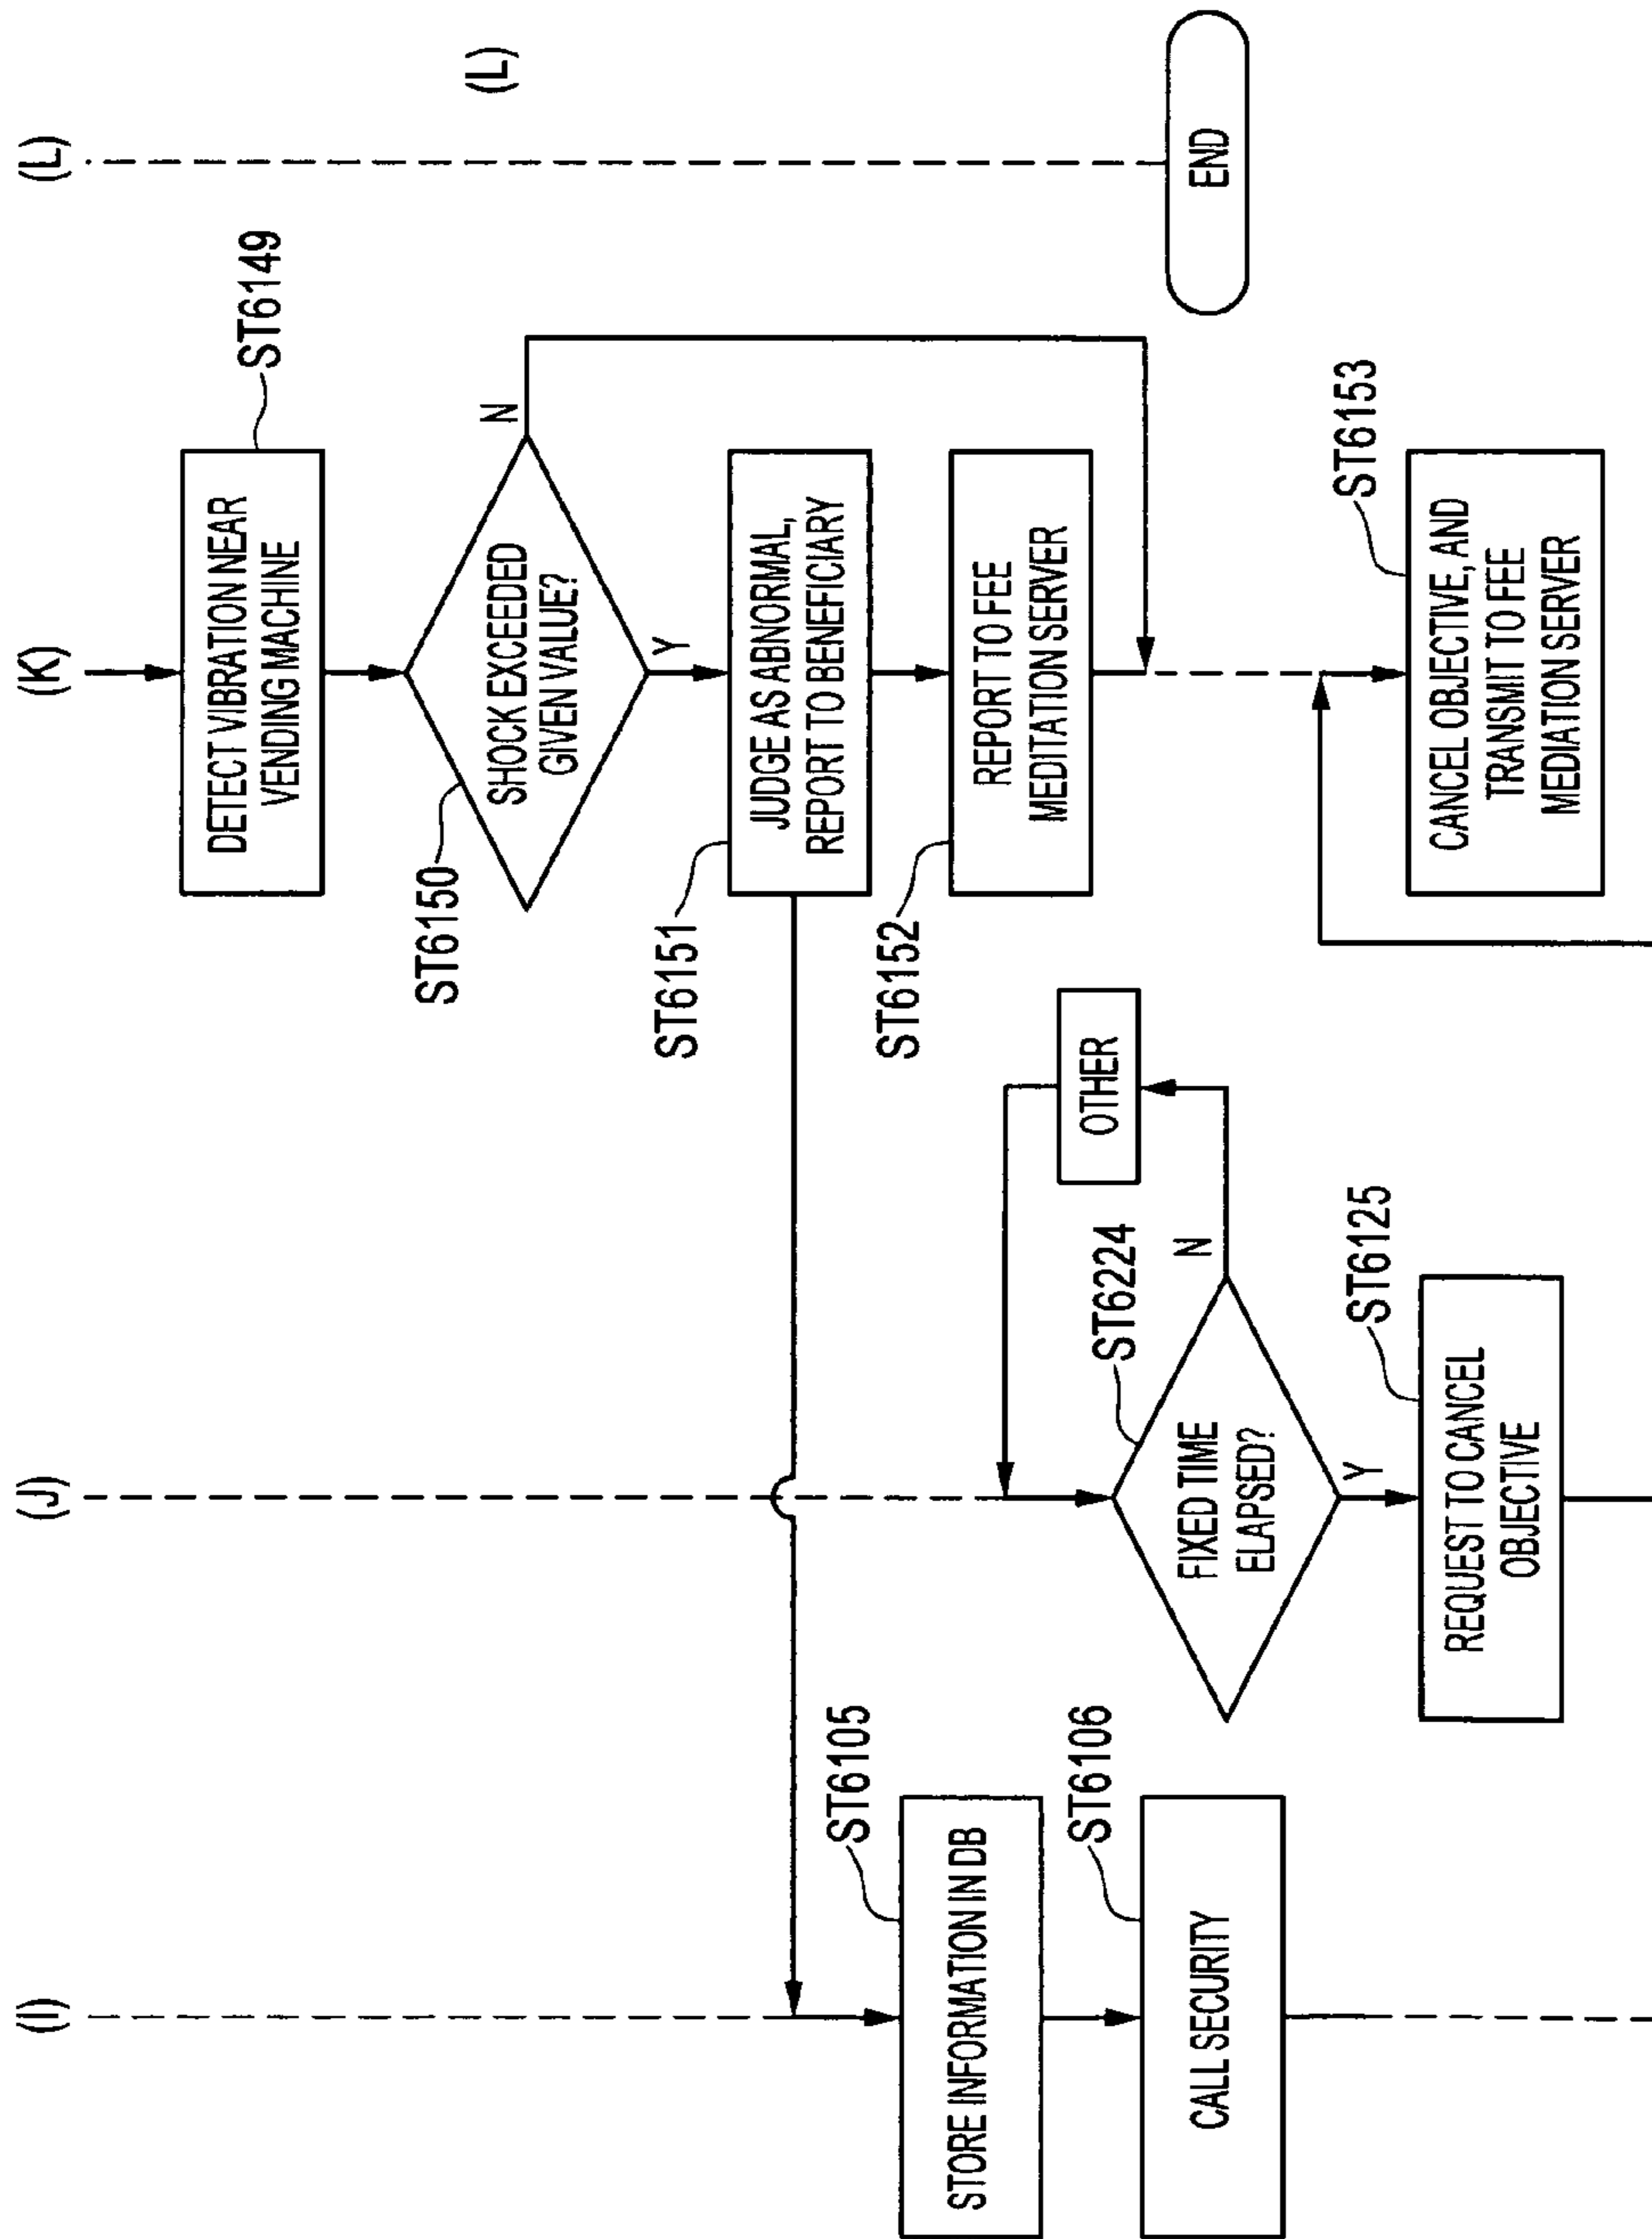 (I)
(J)
(K)
(L)
(L)
DETECT VIBRATION NEAR
VENDING MACHINE
ST6149
SHOCK EXCEEDED
GIVEN VALUE?
ST6150
N
Y
JUDGE AS ABNORMAL,
REPORT TO BENEFICIARY
ST6151
REPORT TO FEE
MEDITATION SERVER
ST6152
END
STORE INFORMATION IN DB
ST6105
CALL SECURITY
ST6106
OTHER
FIXED TIME
ELAPSED?
ST6224
N
Y
REQUEST TO CANCEL
OBJECTIVE
ST6125
CANCEL OBJECTIVE, AND
TRANSMIT TO FEE
MEDIATION SERVER
ST6153